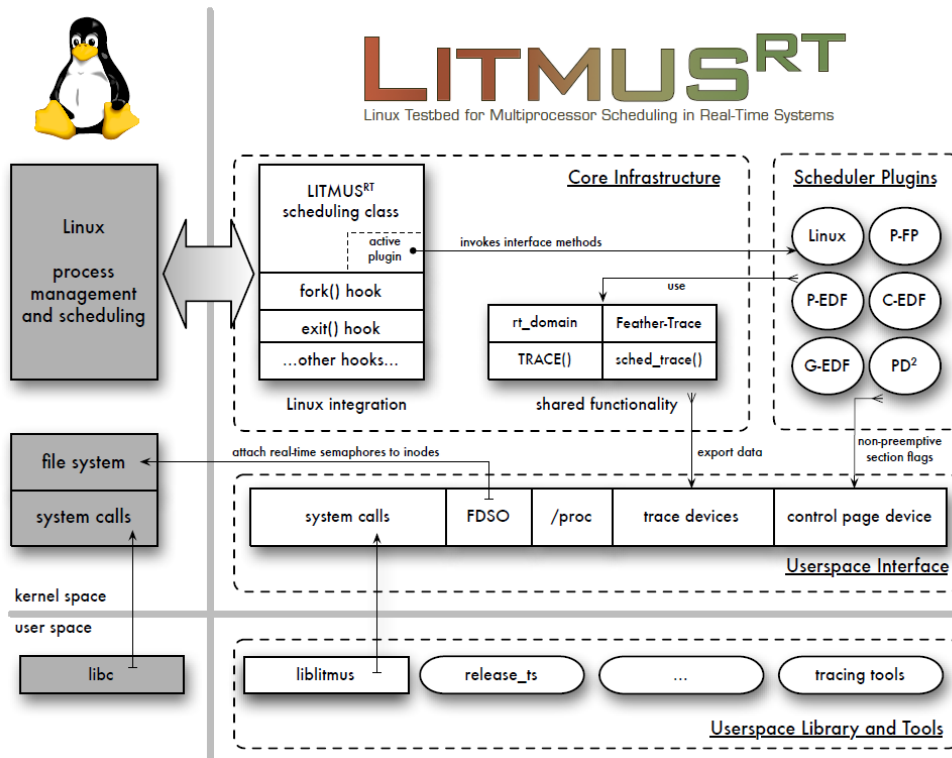 LITMUSRT
Linux Testbed for Multiprocessor Scheduling in Real-Time Systems
Linux
process
management
and scheduling
LITMUSRT
scheduling class
active
plugin
fork() hook
exit() hook
...other hooks...
Linux integration
Core Infrastructure
invokes interface methods
use
rt_domain
Feather-Trace
TRACE()
sched_trace()
shared functionality
Scheduler Plugins
Linux
P-FP
P-EDF
C-EDF
G-EDF
PD2
file system
system calls
attach real-time semaphores to inodes
export data
non-preemptive
section flags
system calls
FDSO
/proc
trace devices
control page device
Userspace Interface
kernel space
user space
libc
liblitmus
release_ts
...
tracing tools
Userspace Library and Tools